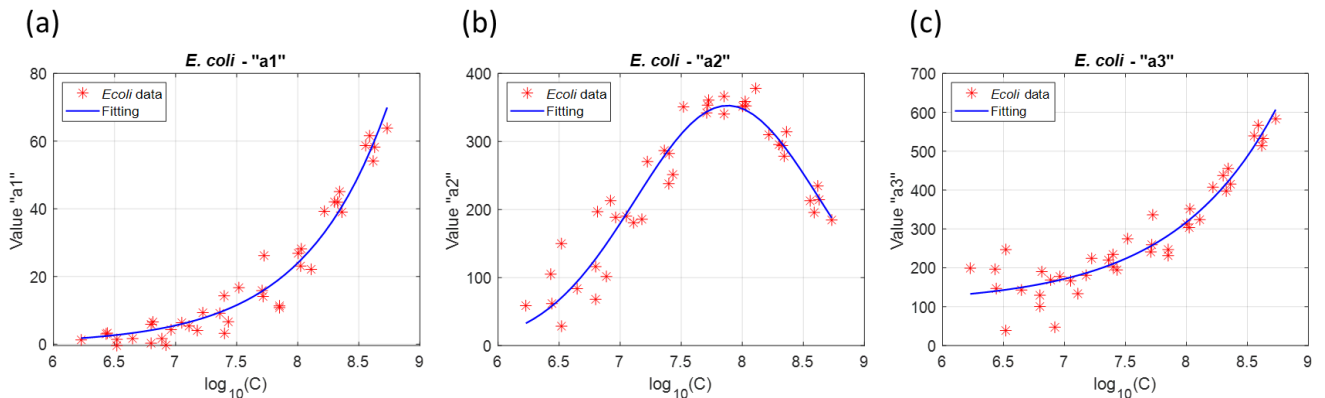 (a)
E. coli - "a1"
Ecoli data
Fitting
Value "a1"
80
60
40
20
0
6
6.5
7
7.5
8
8.5
9
log10(C)
(b)
E. coli - "a2"
Ecoli data
Fitting
Value "a2"
400
300
200
100
0
6
6.5
7
7.5
8
8.5
9
log10(C)
(c)
E. coli - "a3"
Ecoli data
Fitting
Value "a3"
700
600
500
400
300
200
100
0
6
6.5
7
7.5
8
8.5
9
log10(C)